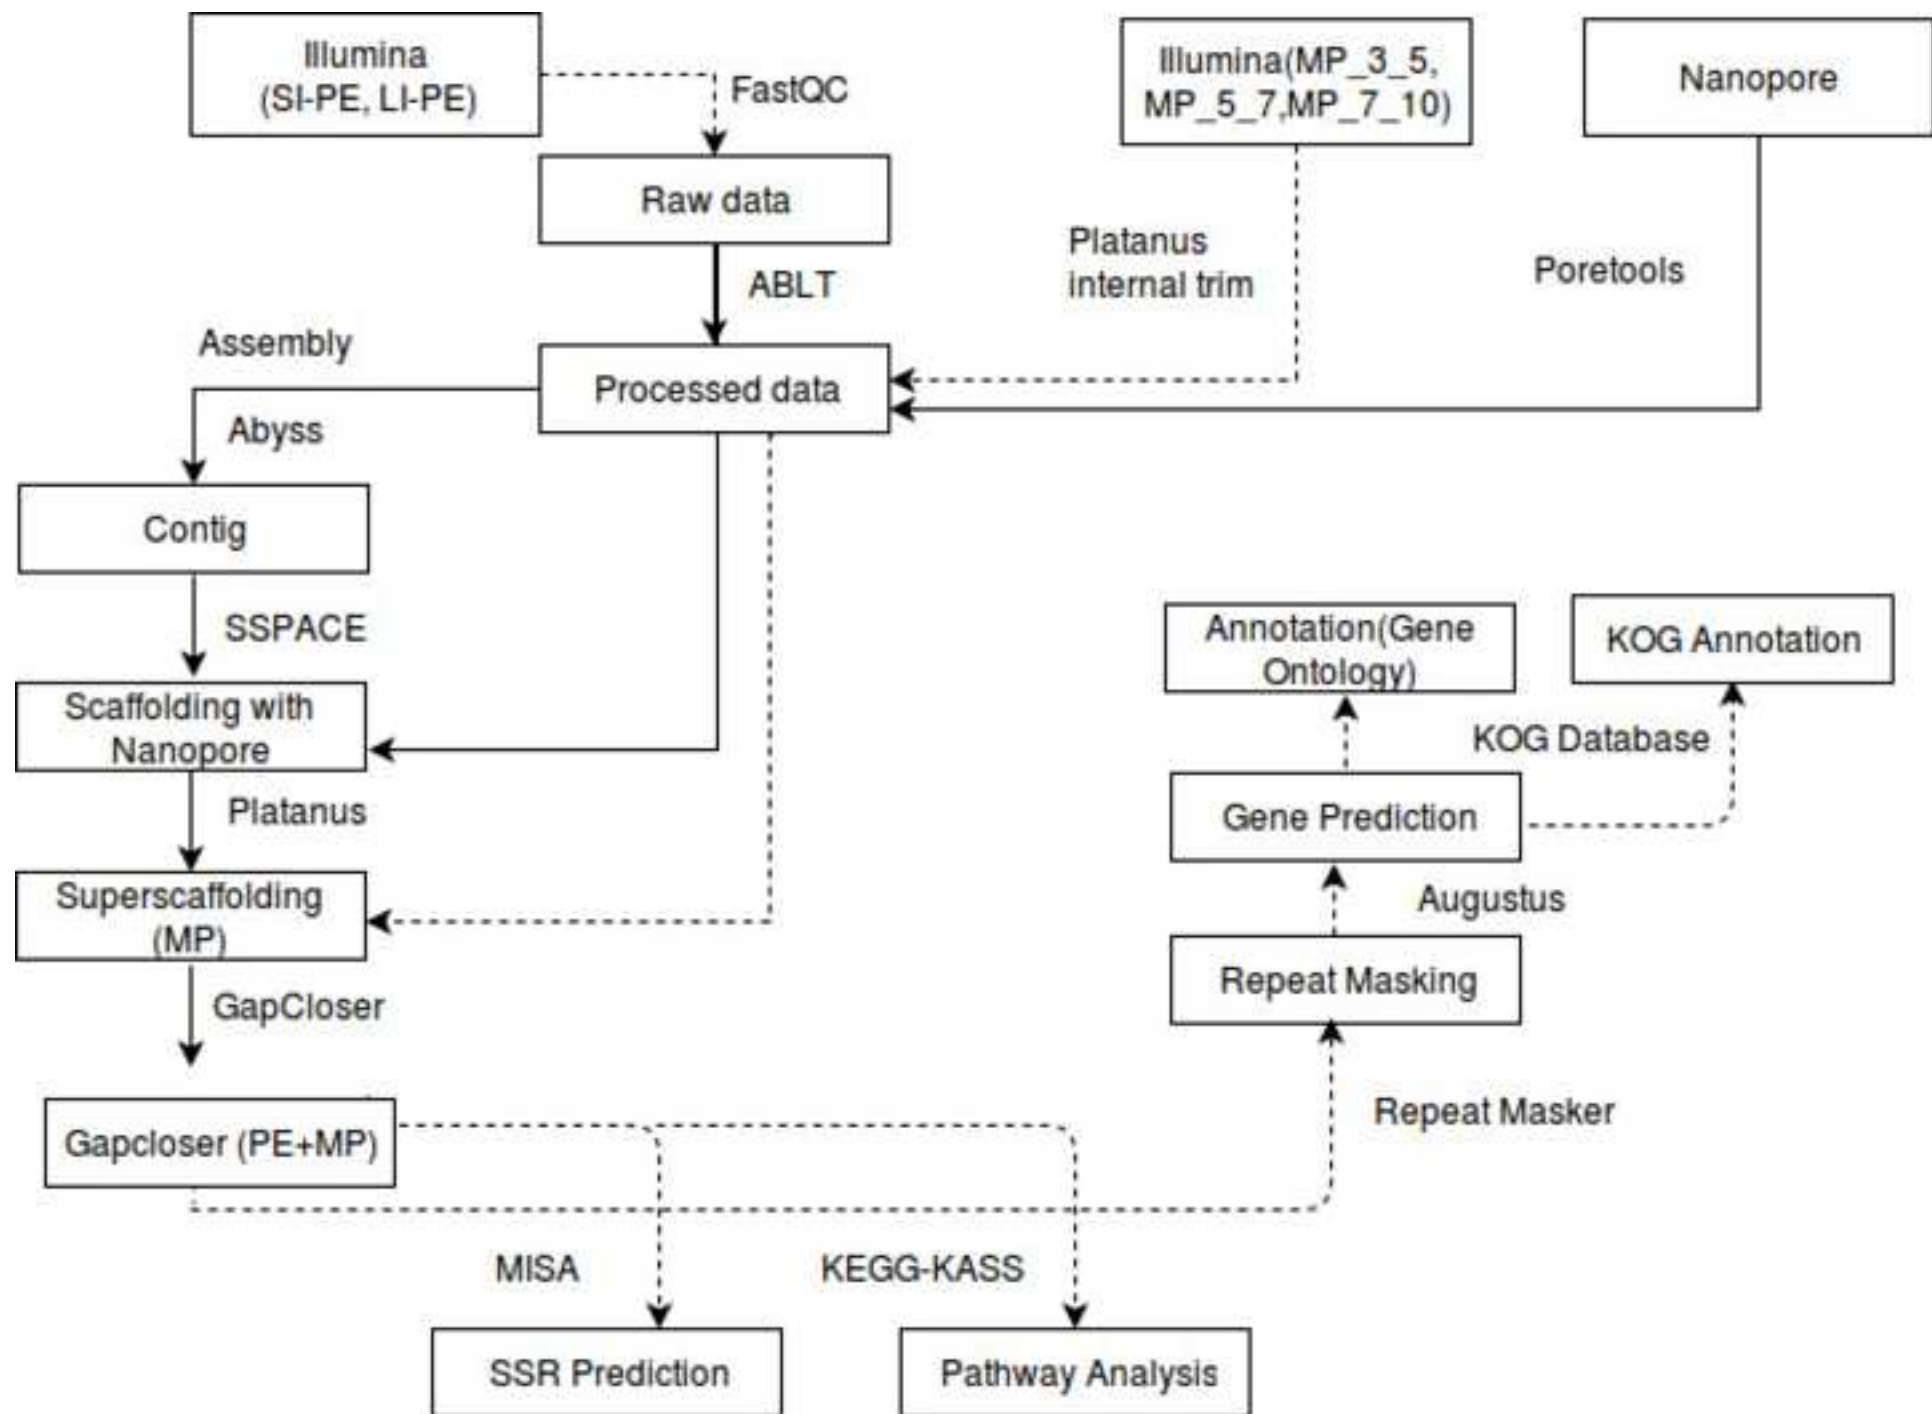 Illumina
(SI-PE, LI-PE)
FastQC
Illumina(MP_3_5,
MP_5_7,MP_7_10)
Nanopore
Raw data
Platanus
internal trim
Poretools
ABLT
Assembly
Processed data
Abyss
Contig
SSPACE
Scaffolding with
Nanopore
Platanus
Superscaffolding
(MP)
GapCloser
Gapcloser (PE+MP)
Annotation(Gene
Ontology)
KOG Annotation
KOG Database
Gene Prediction
Augustus
Repeat Masking
Repeat Masker
MISA
KEGG-KASS
SSR Prediction
Pathway Analysis